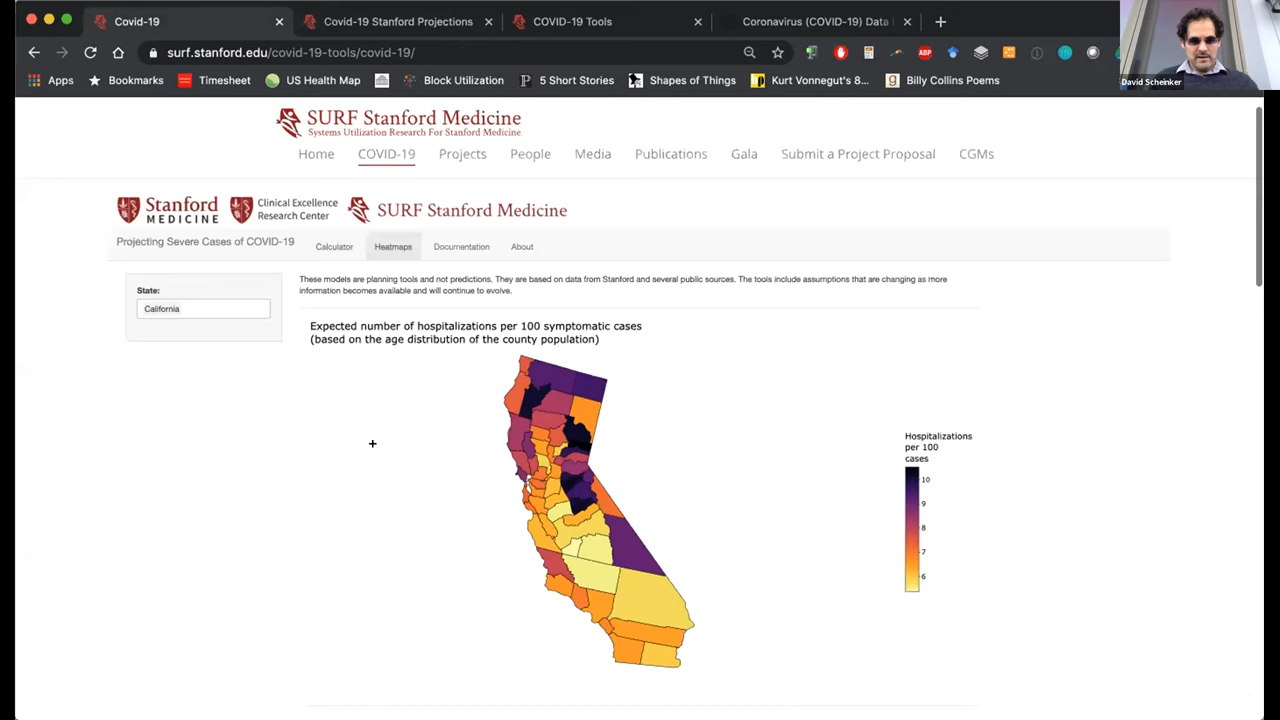 Covid-19
Covid-19 Stanford Projections
COVID-19 Tools
Coronavirus (COVID-19) Data
surf.stanford.edu/covid-19-tools/covid-19/
ABP
Apps
Bookmarks
Timesheet
US Health Map
Block Utilization
5 Short Stories
Shapes of Things
Kurt Vonnegut's 8...
Billy Collins Poems
David Scheinker
SURF Stanford Medicine
Systems Utilization Research For Stanford Medicine
Home
COVID-19
Projects
People
Media
Publications
Gala
Submit a Project Proposal
CGMs
Stanford
MEDICINE
Clinical Excellence
Research Center
SURF Stanford Medicine
Projecting Severe Cases of COVID-19
Calculator
Heatmaps
Documentation
About
State:
California
These models are planning tools and not predictions. They are based on data from Stanford and several public sources. The tools include assumptions that are changing as more
information becomes available and will continue to evolve.
Expected number of hospitalizations per 100 symptomatic cases
(based on the age distribution of the county population)
Hospitalizations
per 100
cases
10
9
8
7
6